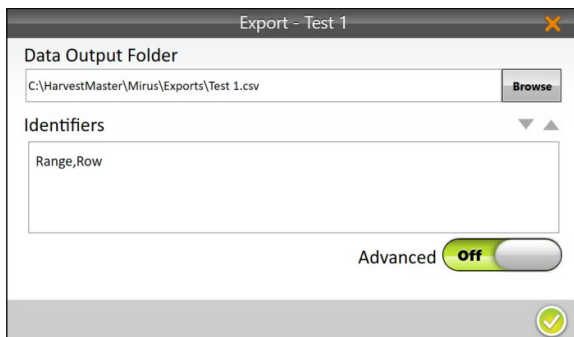 Export - Test 1
Data Output Folder
C:\HarvestMaster\Mirus\Exports\Test 1.csv
Browse
Identifiers
Range,Row
Advanced Off